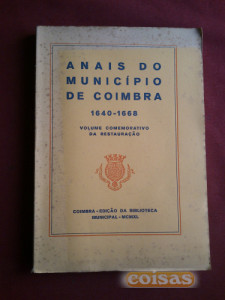 ANAIS DO
MUNICÍPIO
DE COIMBRA
1640-1668
VOLUME COMEMORATIVO
DA RESTAURAÇÃO
COIMBRA-EDIÇÃO DA BIBLIOTECA
MUNICIPAL-MCMXL
coisas